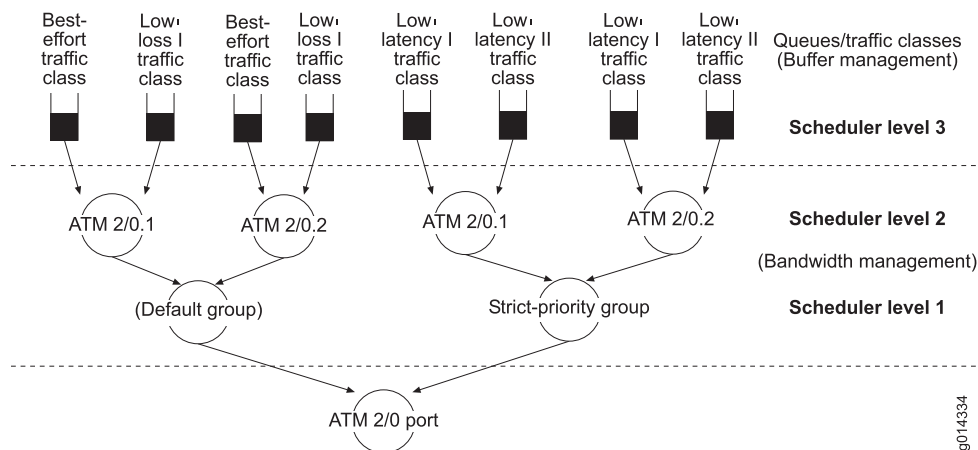 Best-
effort
traffic
class
Low-
loss I
traffic
class
Best-
effort
traffic
class
Low-
loss I
traffic
class
Low-
latency I
traffic
class
Low-
latency II
traffic
class
Low-
latency I
traffic
class
Low-
latency II
traffic
class
Queues/traffic classes
(Buffer management)
Scheduler level 3
ATM 2/0.1
ATM 2/0.2
ATM 2/0.1
ATM 2/0.2
Scheduler level 2
(Bandwidth management)
(Default group)
Strict-priority group
Scheduler level 1
ATM 2/0 port
g014334